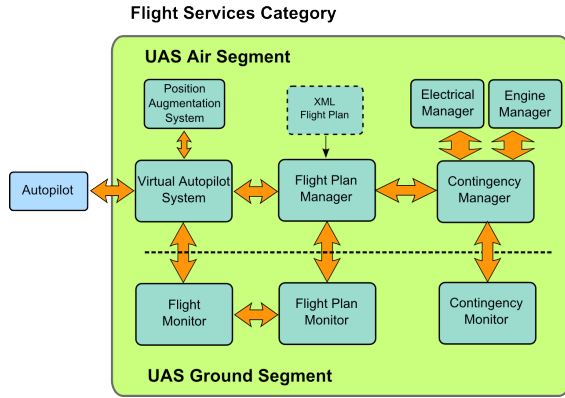 Flight Services Category
UAS Air Segment
Position
Augmentation
System
XML
Flight Plan
Electrical
Manager
Engine
Manager
Autopilot
Virtual Autopilot
System
Flight Plan
Manager
Contingency
Manager
Flight
Monitor
Flight Plan
Monitor
Contingency
Monitor
UAS Ground Segment